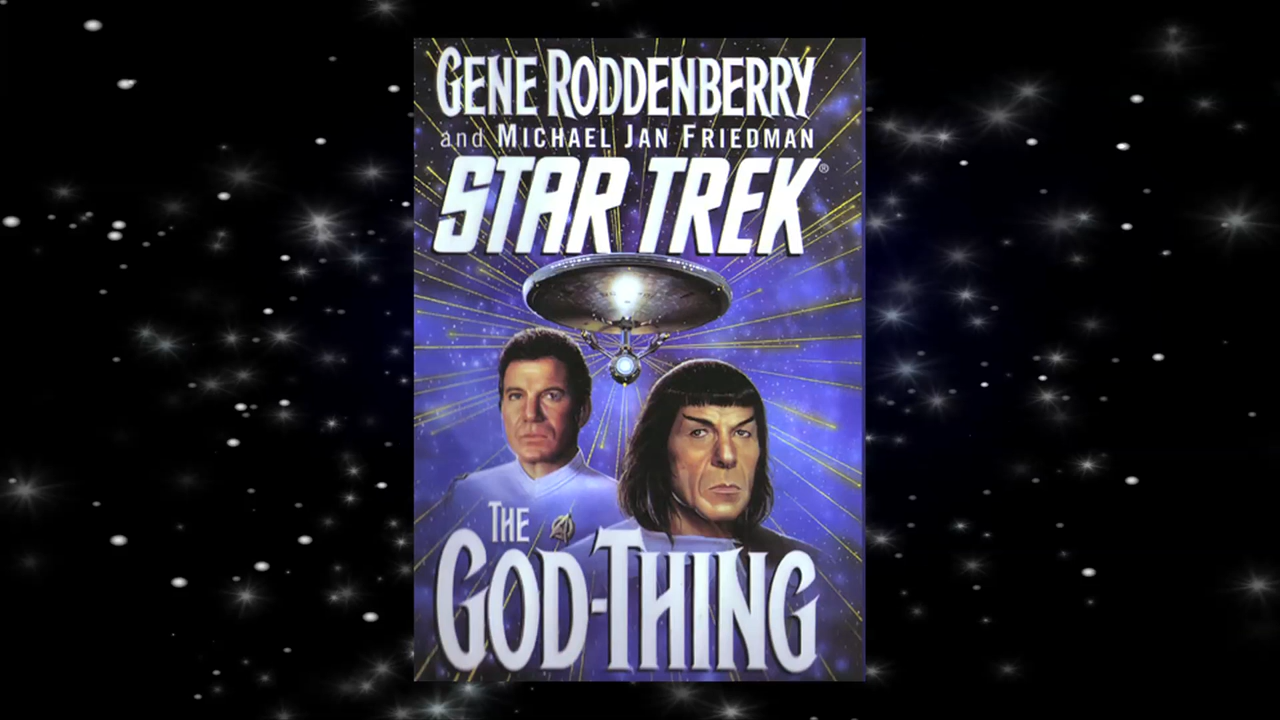 GENE RODDENBERRY
and MICHAEL JAN FRIEDMAN
STAR TREK®
THE
GOD-THING